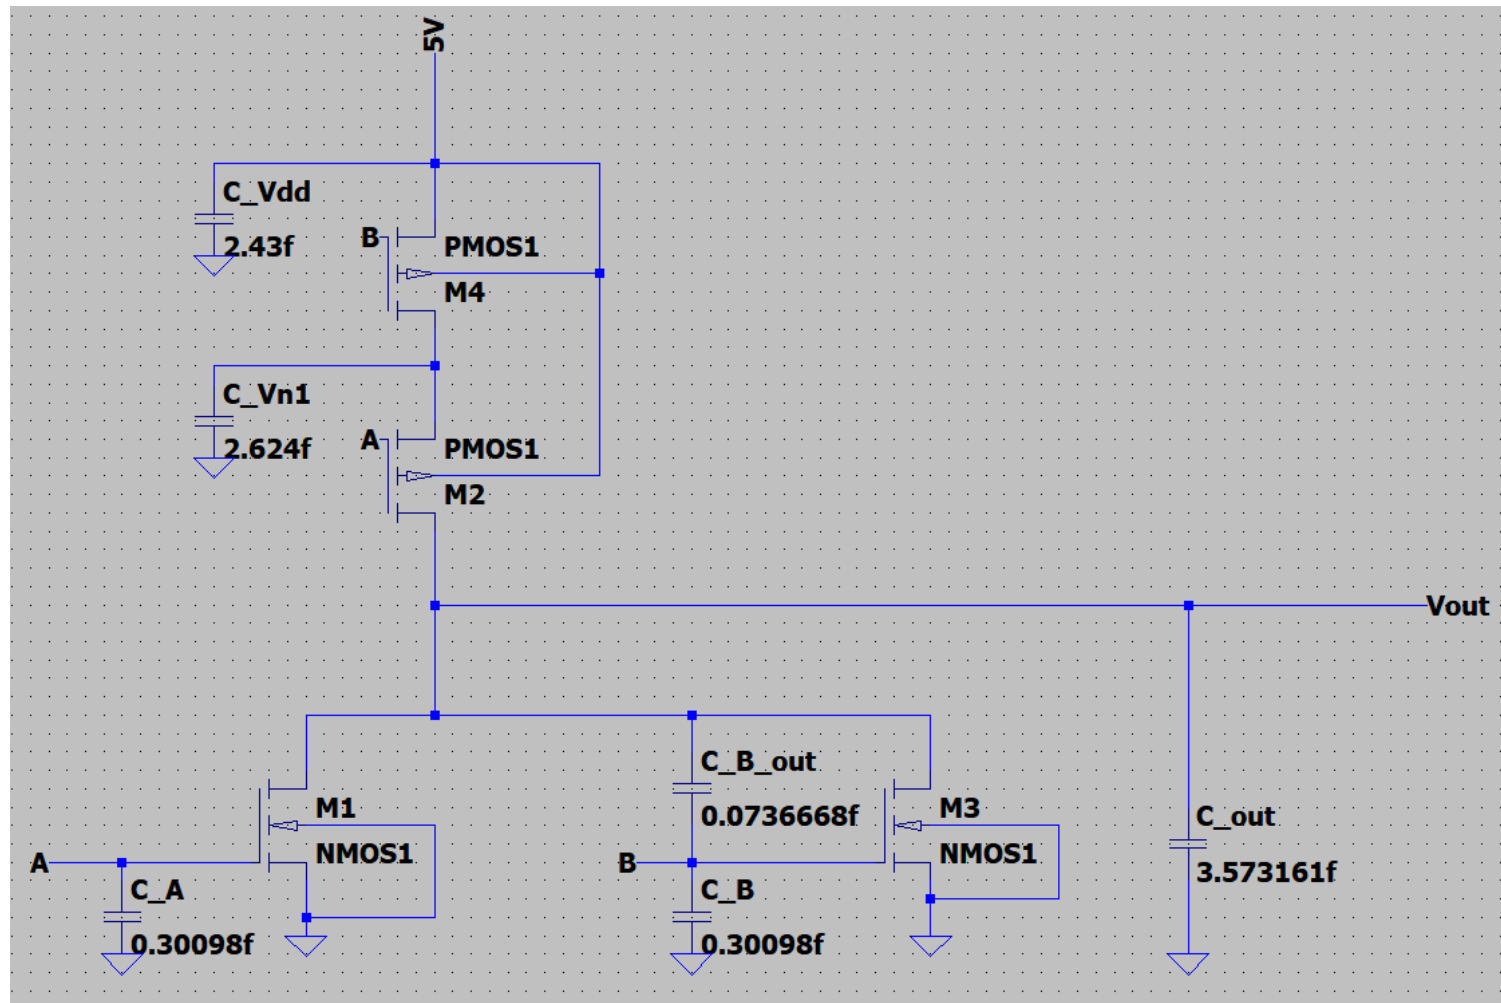 5V
C_Vdd
2.43f
B
PMOS1
M4
C_Vn1
2.624f
A
PMOS1
M2
Vout
C_B_out
0.0736668f
M1
NMOS1
M3
NMOS1
C_out
3.573161f
A
C_A
0.30098f
B
C_B
0.30098f